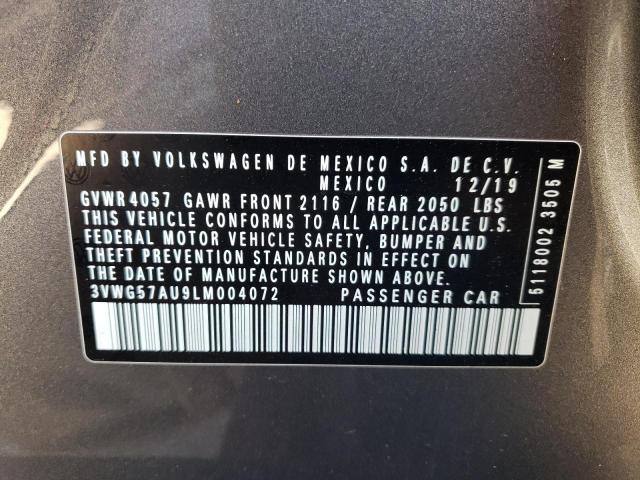 MFD BY VOLKSWAGEN DE MEXICO S.A. DE C.V.
MEXICO 12/19
GVWR4057 GAWR FRONT 2116 / REAR 2050 LBS
THIS VEHICLE CONFORMS TO ALL APPLICABLE U.S.
FEDERAL MOTOR VEHICLE SAFETY, BUMPER AND
THEFT PREVENTION STANDARDS IN EFFECT ON
THE DATE OF MANUFACTURE SHOWN ABOVE.
3VWG57AU9LM004072 PASSENGER CAR
5118002 3505 M